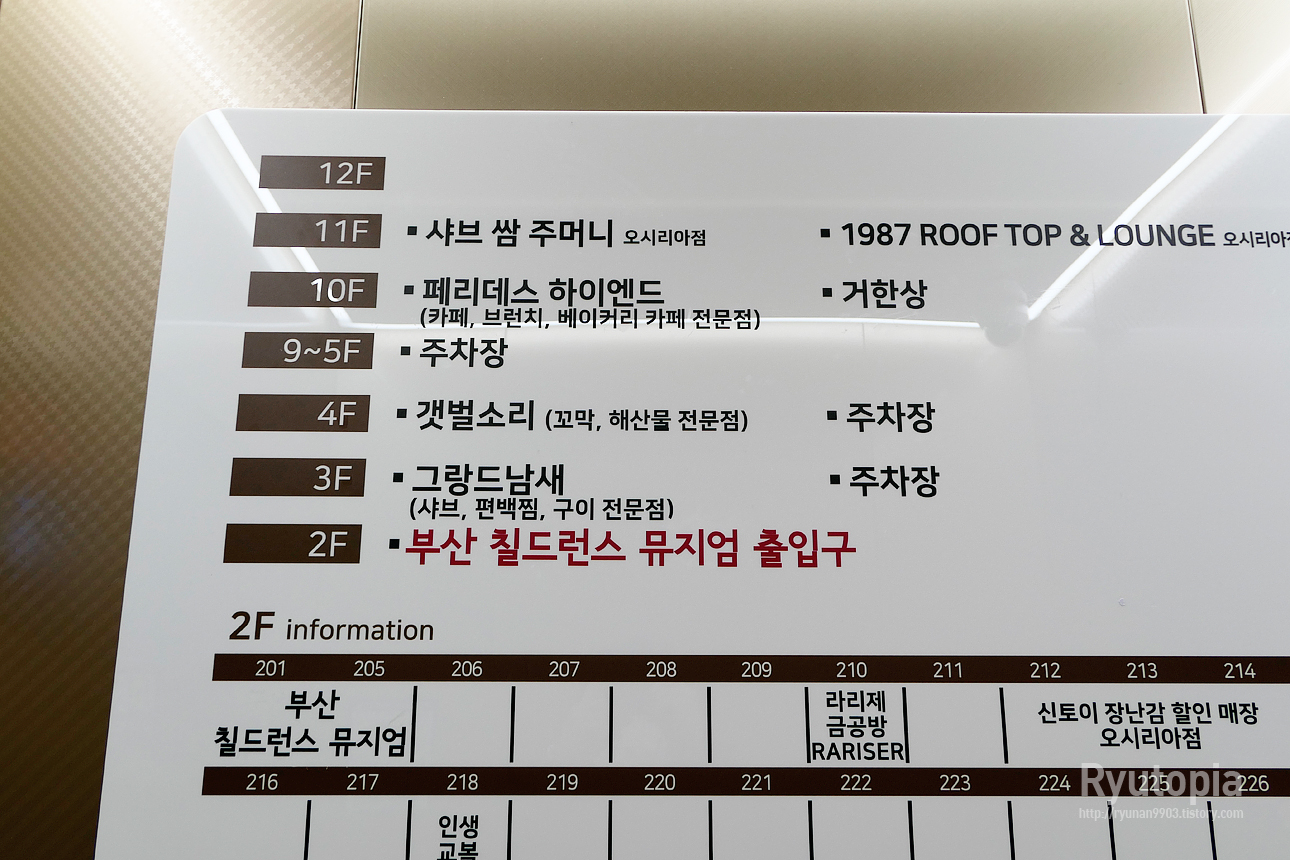 12F
11F ▪샤브 쌈 주머니 오시리아점 ▪1987 ROOF TOP & LOUNGE
10F ▪페리데스 하이엔드 ▪거한상
(카페, 브런치, 베이커리 카페 전문점)
9~5F ▪주차장
4F ▪갯벌소리 (꼬막, 해산물 전문점) ▪주차장
3F ▪그랑드남새 ▪주차장
(샤브, 편백찜, 구이 전문점)
2F ▪부산 칠드런스 뮤지엄 출입구
2F information
201 205 206 207 208 209 210 211 212 213 214
부산
칠드런스 뮤지엄
라리제
금공방
RARISER
신토이 장난감 할인 매장
오시리아점
216 217 218 219 220 221 222 223 224 225 226
인생
교복
Ryutopia
http://ryunan9903.tistory.com